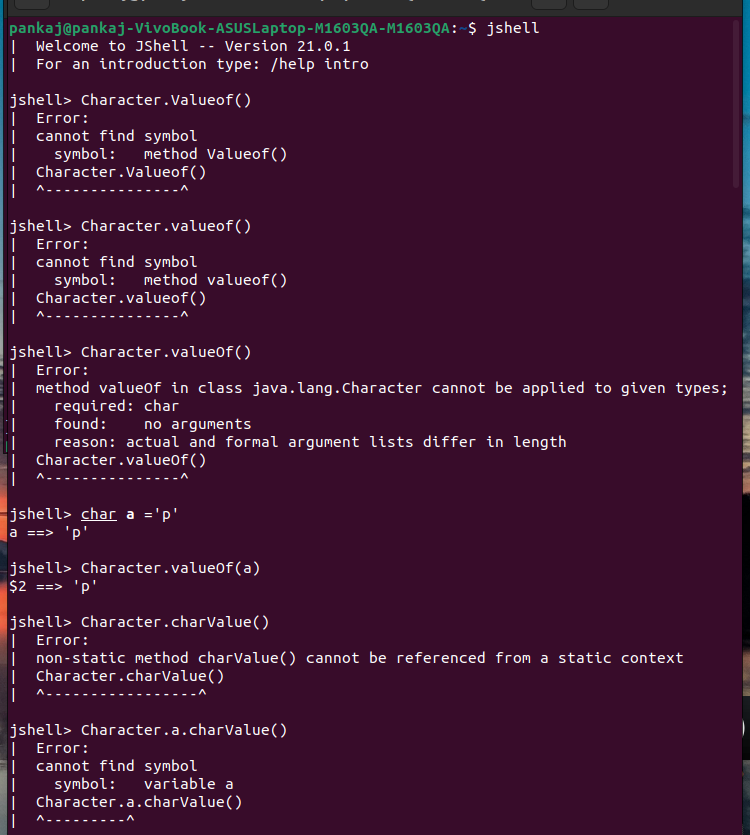 pankaj@pankaj-VivoBook-ASUSLaptop-M1603QA-M1603QA:~$ jshell
|  Welcome to JShell -- Version 21.0.1
|  For an introduction type: /help intro
jshell> Character.Valueof()
|  Error:
|  cannot find symbol
|    symbol:   method Valueof()
|  Character.Valueof()
|  ^---------------^
jshell> Character.valueof()
|  Error:
|  cannot find symbol
|    symbol:   method valueof()
|  Character.valueof()
|  ^---------------^
jshell> Character.valueOf()
|  Error:
|  method valueOf in class java.lang.Character cannot be applied to given types;
|    required: char
|    found:    no arguments
|    reason: actual and formal argument lists differ in length
|  Character.valueOf()
|  ^---------------^
jshell> char a ='p'
a ==> 'p'
jshell> Character.valueOf(a)
$2 ==> 'p'
jshell> Character.charValue()
|  Error:
|  non-static method charValue() cannot be referenced from a static context
|  Character.charValue()
|  ^-----------------^
jshell> Character.a.charValue()
|  Error:
|  cannot find symbol
|    symbol:   variable a
|  Character.a.charValue()
|  ^---------^